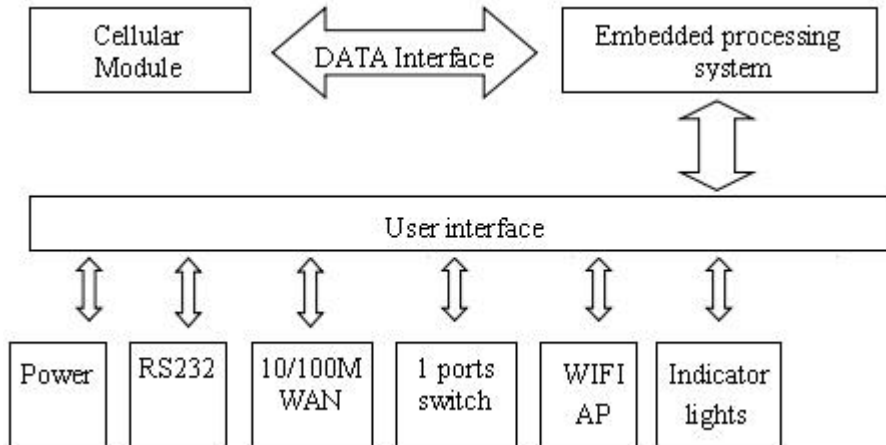 Cellular
Module
DATA Interface
Embedded processing
system
User interface
Power
RS232
10/100M
WAN
1 ports
switch
WIFI
AP
Indicator
lights